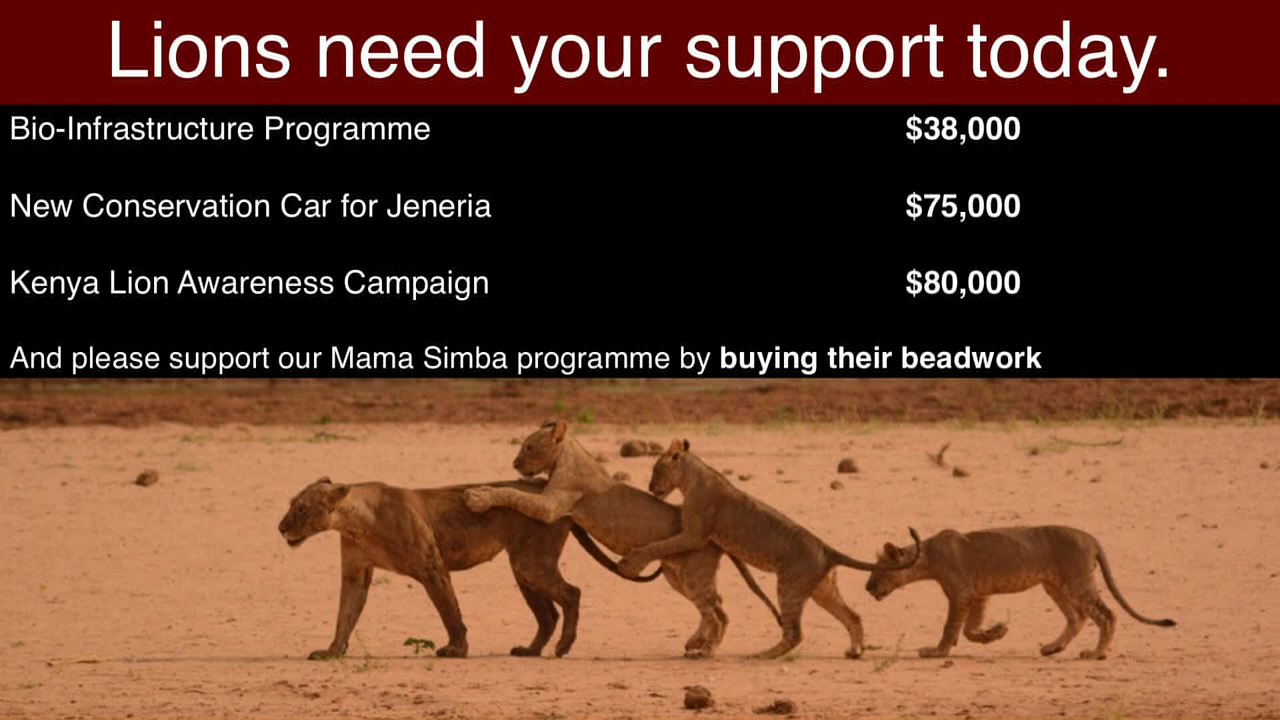 Lions need your support today.
Bio-Infrastructure Programme $38,000
New Conservation Car for Jeneria $75,000
Kenya Lion Awareness Campaign $80,000
And please support our Mama Simba programme by buying their beadwork